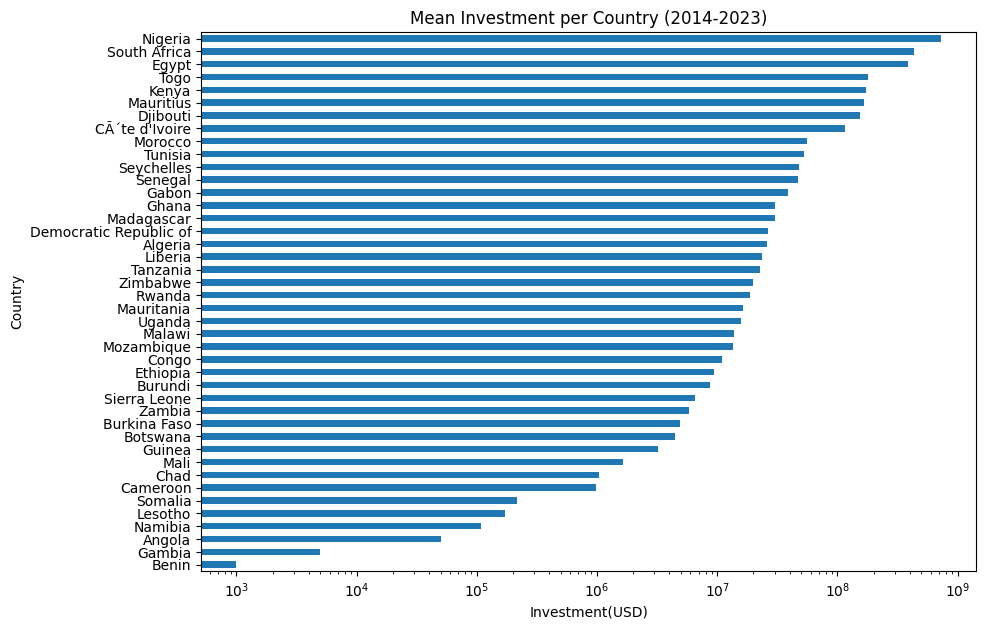 Mean Investment per Country (2014-2023)
Nigeria
South Africa
Egypt
Togo
Kenya
Mauritius
Djibouti
CÃ´te d'Ivoire
Morocco
Tunisia
Seychelles
Senegal
Gabon
Ghana
Madagascar
Democratic Republic of
Algeria
Liberia
Tanzania
Zimbabwe
Rwanda
Mauritania
Uganda
Malawi
Mozambique
Congo
Ethiopia
Burundi
Sierra Leone
Zambia
Burkina Faso
Botswana
Guinea
Mali
Chad
Cameroon
Somalia
Lesotho
Namibia
Angola
Gambia
Benin
Country
10³ 10⁴ 10⁵ 10⁶ 10⁷ 10⁸ 10⁹
Investment(USD)